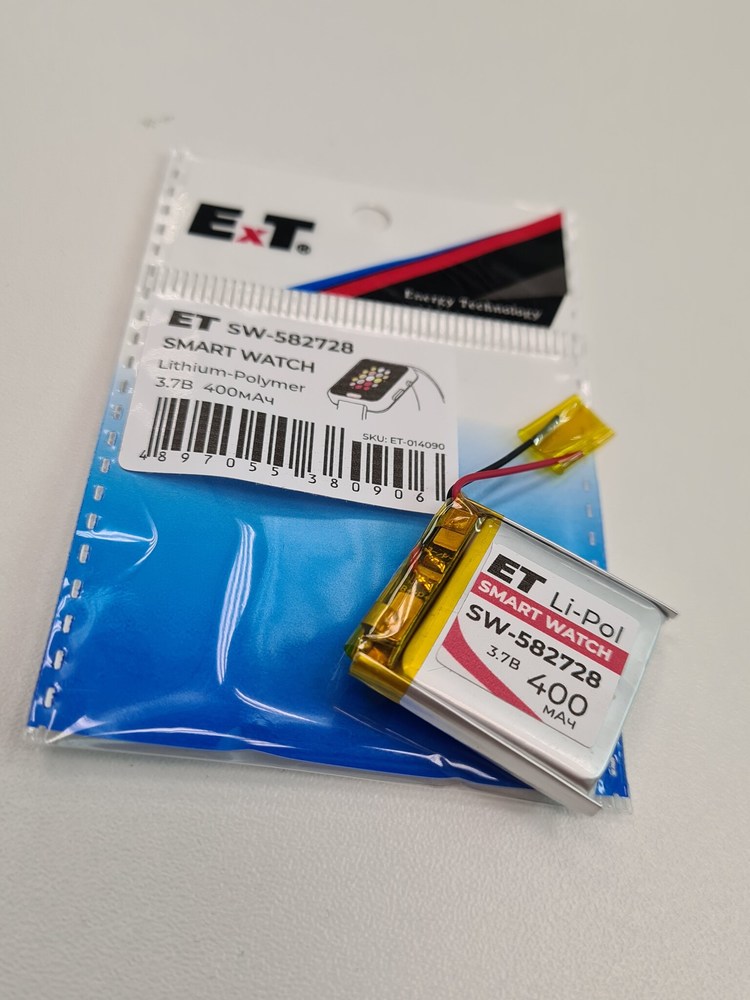 ExT®
Energy Technology
ET SW-582728
SMART WATCH
Lithium-Polymer
3.7В 400мАч
SKU: ET-014090
4897055380906
ET Li-Pol
SMART WATCH
SW-582728
3.7В 400
мАч